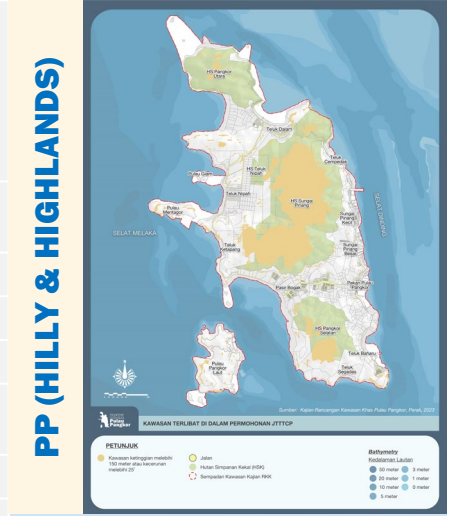 PP (HILLY & HIGHLANDS)
HS Pangkor
Utara
Teluk Dalam
Teluk
Cempedak
Pulau Giam
HS Teluk
Nipah
Teluk Nipah
Pulau
Mentagor
HS Sungai
Pinang
Sungai
Pinang
Kecil
SELAT DINDING
SELAT MELAKA
Teluk
Ketapang
Sungai
Pinang
Besar
Pasir Bogak
Pekan Pulau
Pangkor
HS Pangkor
Selatan
Teluk Baharu
Teluk
Segadas
Pulau
Pangkor
Laut
Sumber: Kajian Rancangan Kawasan Khas Pulau Pangkor, Perak, 2023
Pulau
Pangkor
KAWASAN TERLIBAT DI DALAM PERMOHONAN JTTTCP
PETUNJUK
Kawasan ketinggian melebihi
150 meter atau kecerunan
melebihi 25°
Jalan
Hutan Simpanan Kekal (HSK)
Sempadan Kawasan Kajian RKK
Bathymetry
Kedalaman Lautan
50 meter 3 meter
20 meter 1 meter
10 meter 0 meter
5 meter